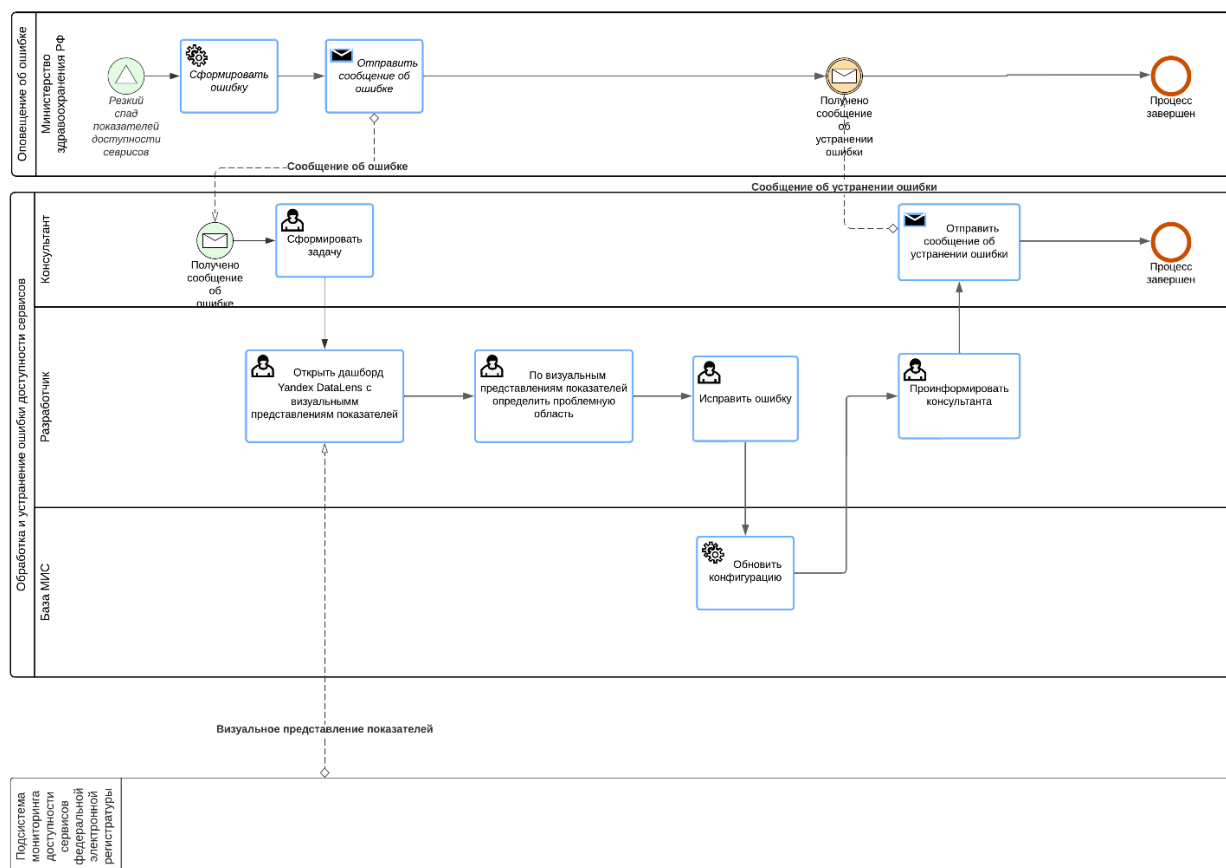 Оповещение об ошибке
Министерство
здравоохранения РФ
Резкий
спад
показателей
доступности
севрисов
Сформировать
ошибку
Отправить
сообщение об
ошибке
Получено
сообщение
об
устранении
ошибки
Процесс
завершен
Сообщение об ошибке
Сообщение об устранении ошибки
Обработка и устранение ошибки доступности сервисов
Консультант
Получено
сообщение
об
ошибке
Сформировать
задачу
Отправить
сообщение об
устранении ошибки
Процесс
завершен
Разработчик
Открыть дашборд
Yandex DataLens с
визуальнымм
представлениям показателей
По визуальным
представлениям показателей
определить проблемную
область
Исправить ошибку
Проинформировать
консультанта
База МИС
Обновить
конфигурацию
Визуальное представление показателей
Подсистема
мониторинга
доступности
сервисов
федеральной
электронной
регистратуры